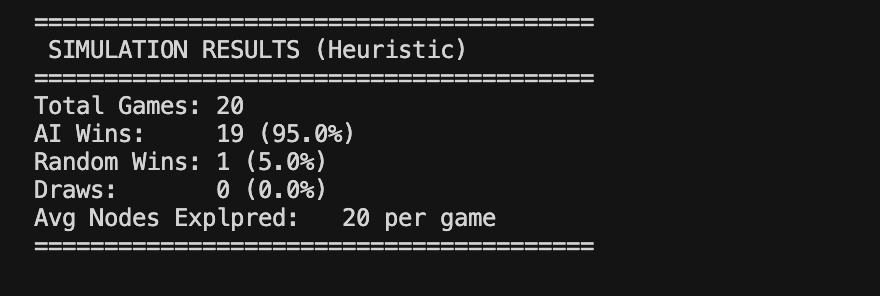 ========================================
 SIMULATION RESULTS (Heuristic)
========================================
Total Games: 20
AI Wins:     19 (95.0%)
Random Wins: 1 (5.0%)
Draws:       0 (0.0%)
Avg Nodes Explpred:   20 per game
========================================